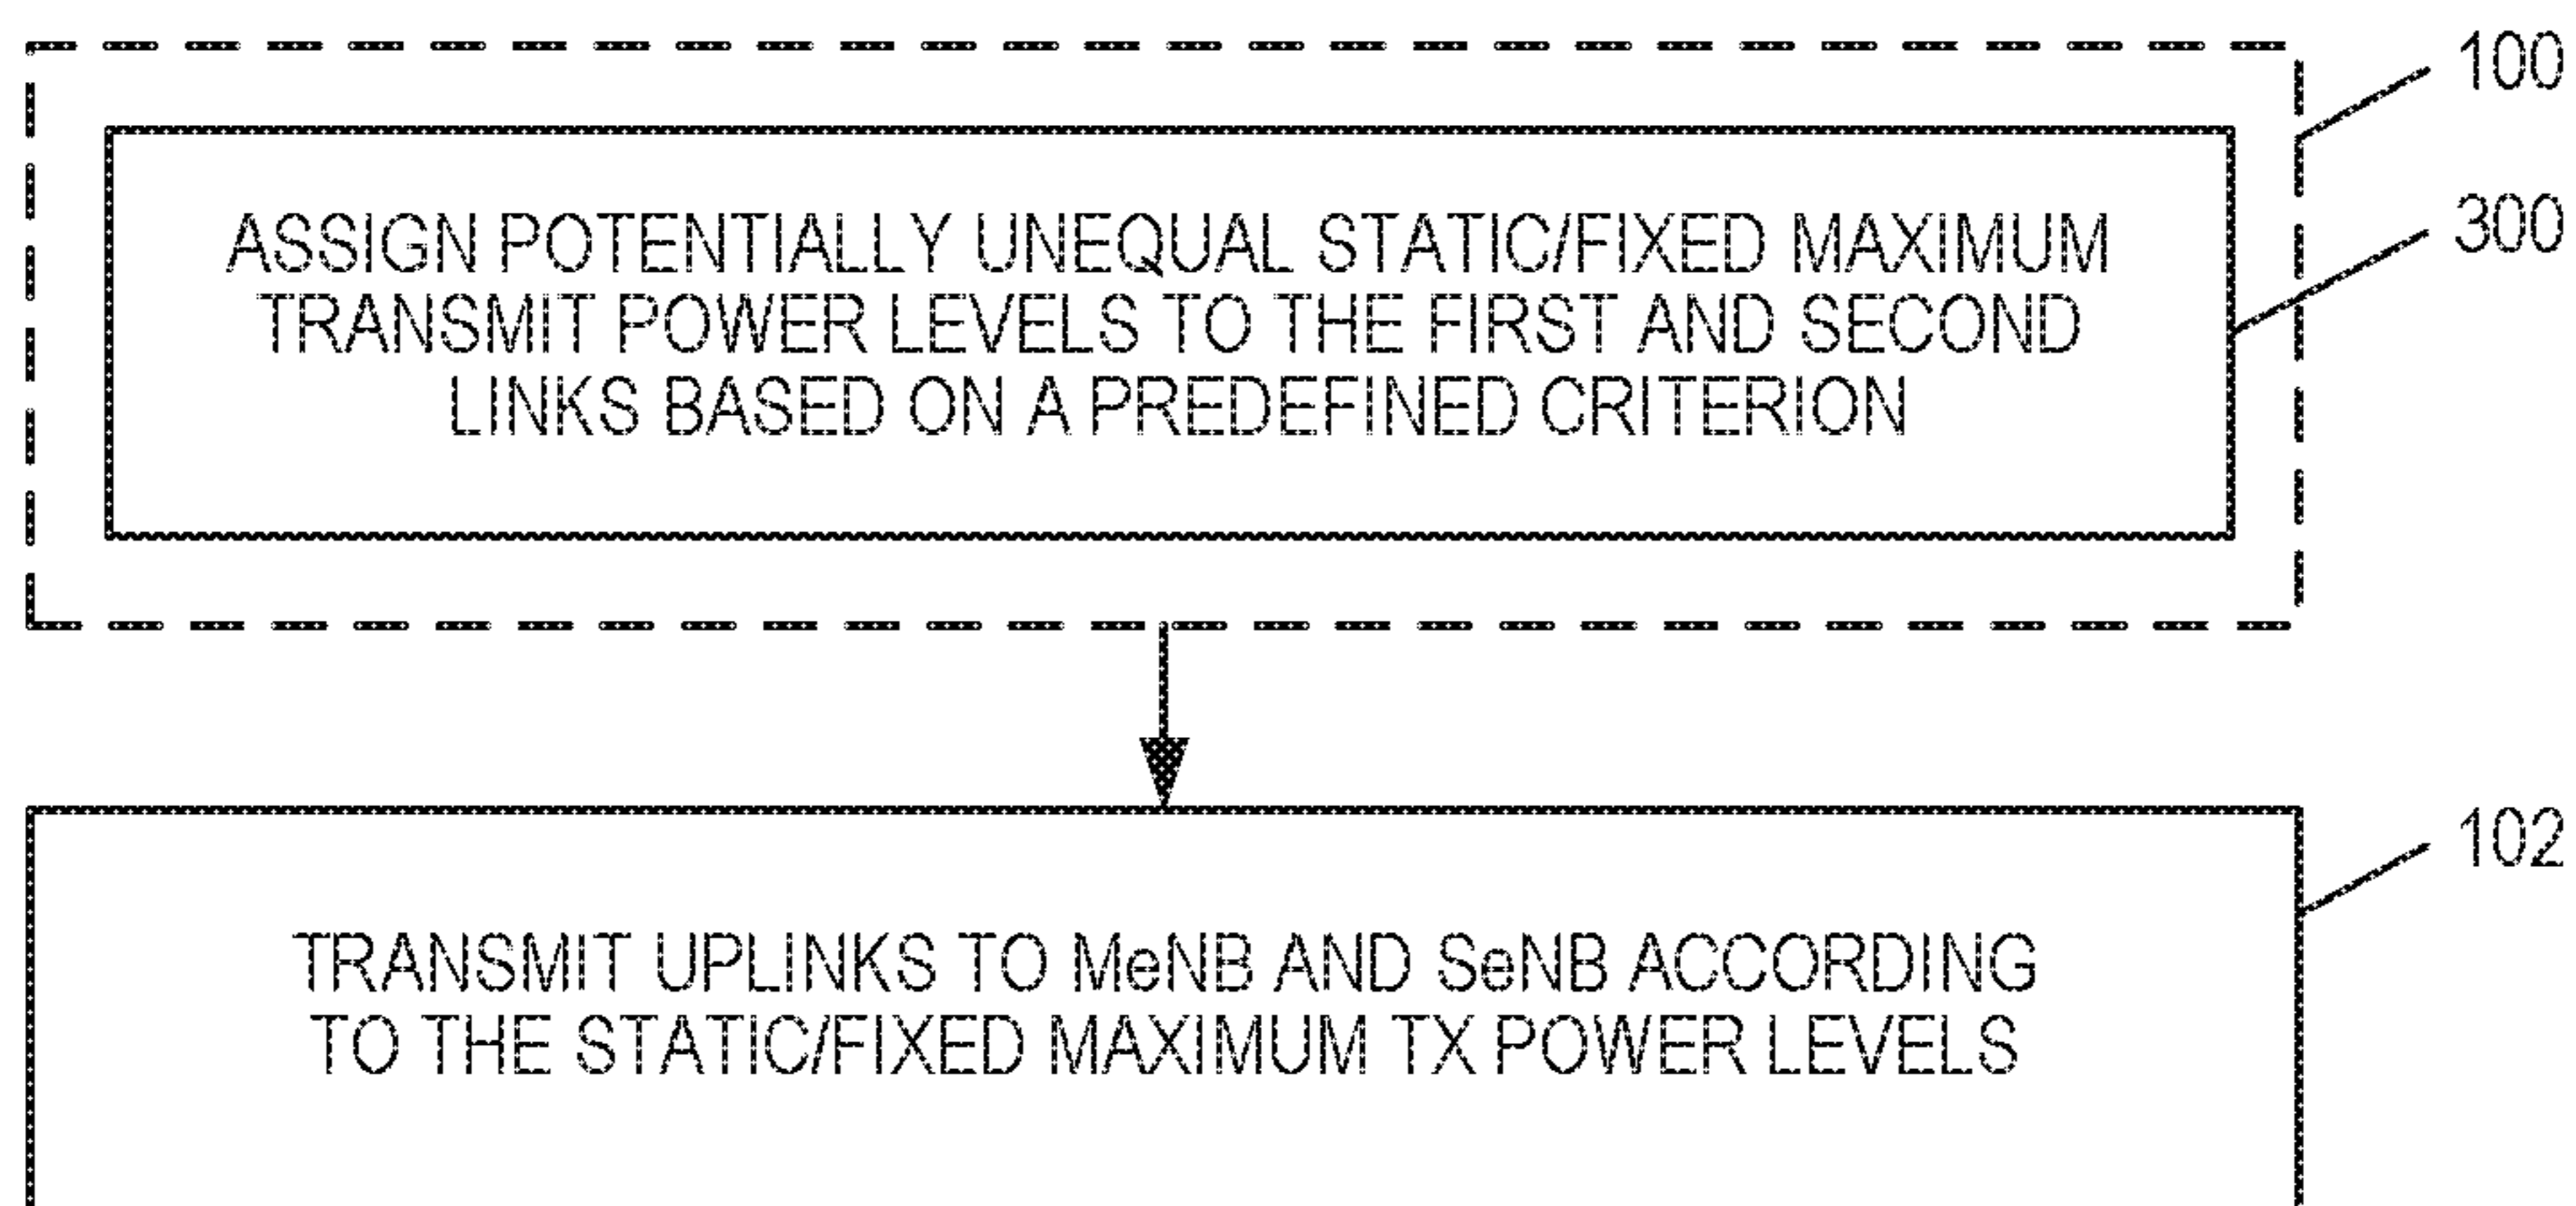 100
ASSIGN POTENTIALLY UNEQUAL STATIC/FIXED MAXIMUM
TRANSMIT POWER LEVELS TO THE FIRST AND SECOND
LINKS BASED ON A PREDEFINED CRITERION
300
TRANSMIT UPLINKS TO MeNB AND SeNB ACCORDING
TO THE STATIC/FIXED MAXIMUM TX POWER LEVELS
102